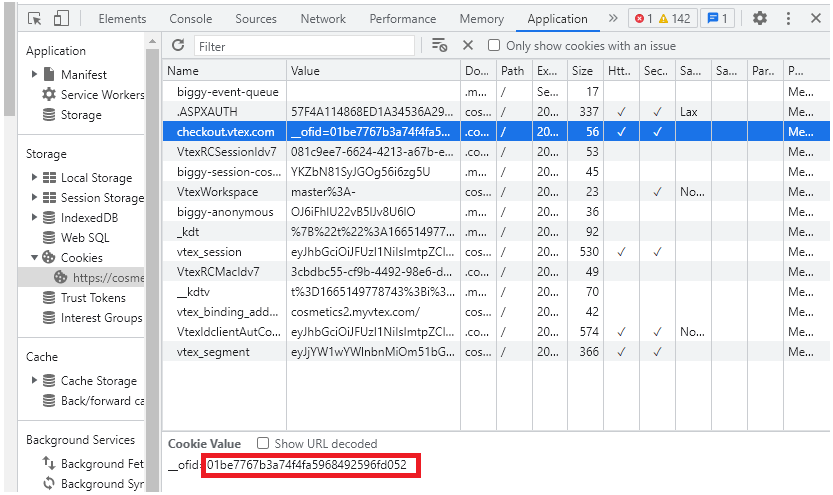 Elements Console Sources Network Performance Memory Application » 1 142 1
Application
Manifest
Service Workers
Storage
Storage
Local Storage
Session Storage
IndexedDB
Web SQL
Cookies
https://cosme
Trust Tokens
Interest Groups
Cache
Cache Storage
Back/forward ca
Background Services
Background Fet
Background Syn
Filter Only show cookies with an issue
Name Value Do... Path Ex... Size Htt... Sec... Sa... Sa... Par... P...
biggy-event-queue .m... / Se... 17 Me...
.ASPXAUTH 57F4A114868ED1A34536A29... cos... / 20... 337 ✓ ✓ Lax Me...
checkout.vtex.com __ofid=01be7767b3a74f4fa5... .co... / 20... 56 ✓ ✓ Me...
VtexRCSessionIdv7 081c9ee7-6624-4213-a67b-e... .co... / 20... 53 Me...
biggy-session-cos... YKZbN81SyJGOg56i6zg5U .m... / 20... 45 Me...
VtexWorkspace master%3A- cos... / 20... 23 ✓ No... Me...
biggy-anonymous OJ6iFhIU22vB5lJv8U6lO .m... / 20... 36 Me...
_kdt %7B%22t%22%3A166514977... .m... / 20... 92 Me...
vtex_session eyJhbGciOiJFUzI1NiIsImtpZCI... cos... / 20... 530 ✓ ✓ Me...
VtexRCMacIdv7 3cbdbc55-cf9b-4492-98e6-d... .co... / 20... 49 Me...
__kdtv t%3D1665149778743%3Bi%3... .m... / 20... 70 Me...
vtex_binding_add... cosmetics2.myvtex.com/ cos... / 20... 42 Me...
VtexIdclientAutCo... eyJhbGciOiJFUzI1NiIsImtpZCI... .co... / 20... 574 ✓ ✓ No... Me...
vtex_segment eyJjYW1wYWlnbnMiOm51bG... cos... / 20... 366 ✓ ✓ Me...
Cookie Value Show URL decoded
__ofid=01be7767b3a74f4fa5968492596fd052